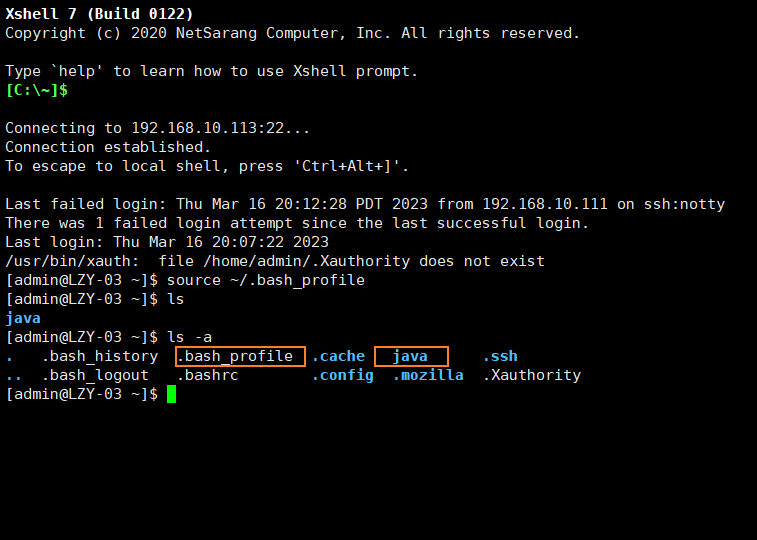 Xshell 7 (Build 0122)
Copyright (c) 2020 NetSarang Computer, Inc. All rights reserved.
Type `help' to learn how to use Xshell prompt.
[C:\~]$
Connecting to 192.168.10.113:22...
Connection established.
To escape to local shell, press 'Ctrl+Alt+]'.
Last failed login: Thu Mar 16 20:12:28 PDT 2023 from 192.168.10.111 on ssh:notty
There was 1 failed login attempt since the last successful login.
Last login: Thu Mar 16 20:07:22 2023
/usr/bin/xauth:  file /home/admin/.Xauthority does not exist
[admin@LZY-03 ~]$ source ~/.bash_profile
[admin@LZY-03 ~]$ ls
java
[admin@LZY-03 ~]$ ls -a
.   .bash_history  .bash_profile  .cache   java      .ssh
..  .bash_logout   .bashrc        .config  .mozilla  .Xauthority
[admin@LZY-03 ~]$